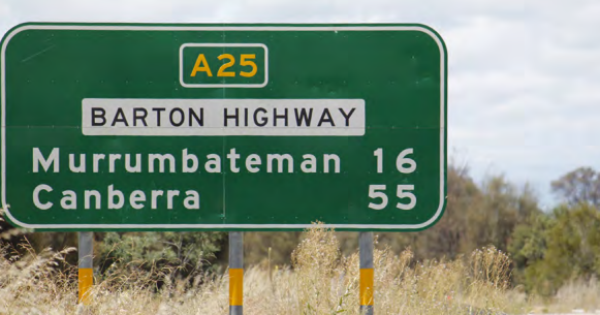 A25
BARTON HIGHWAY
Murrumbateman 16
Canberra 55